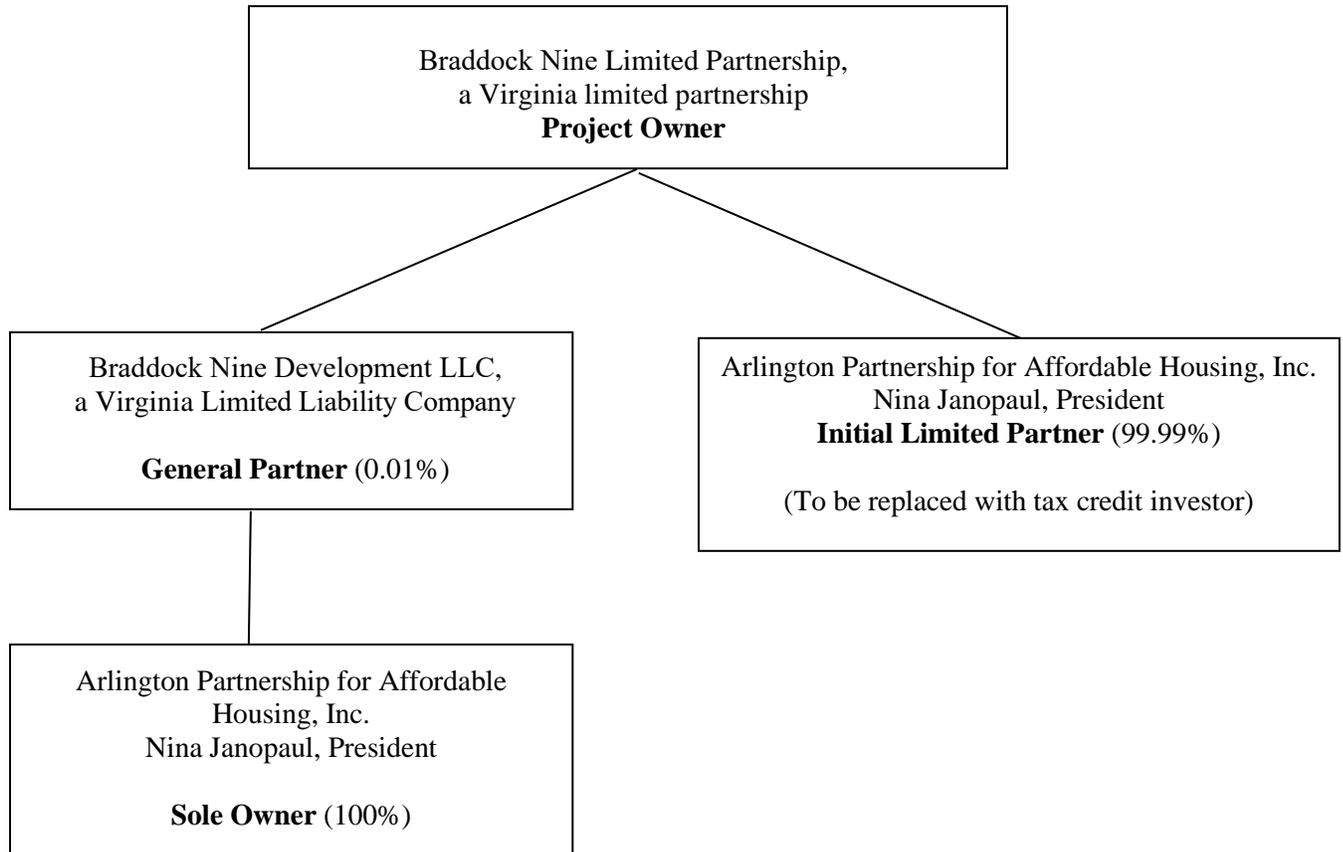 Braddock Nine Limited Partnership,
a Virginia limited partnership
Project Owner
Braddock Nine Development LLC,
a Virginia Limited Liability Company
General Partner (0.01%)
Arlington Partnership for Affordable Housing, Inc.
Nina Janopaul, President
Initial Limited Partner (99.99%)
(To be replaced with tax credit investor)
Arlington Partnership for Affordable
Housing, Inc.
Nina Janopaul, President
Sole Owner (100%)